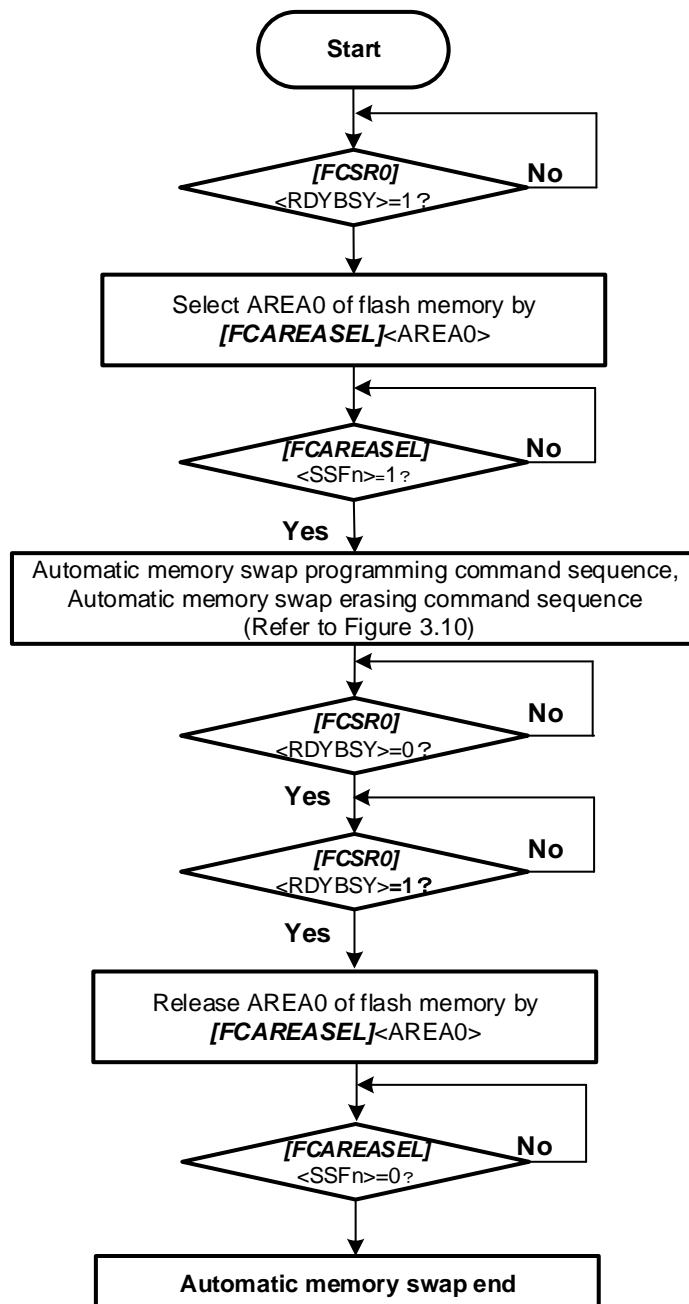 Start
[FCSR0]
<RDYBSY>=1?
No
Select AREA0 of flash memory by
[FCAREASEL]<AREA0>
[FCAREASEL]
<SSFn>=1?
No
Yes
Automatic memory swap programming command sequence,
Automatic memory swap erasing command sequence
(Refer to Figure 3.10)
[FCSR0]
<RDYBSY>=0?
No
Yes
[FCSR0]
<RDYBSY>=1?
No
Yes
Release AREA0 of flash memory by
[FCAREASEL]<AREA0>
[FCAREASEL]
<SSFn>=0?
No
Automatic memory swap end